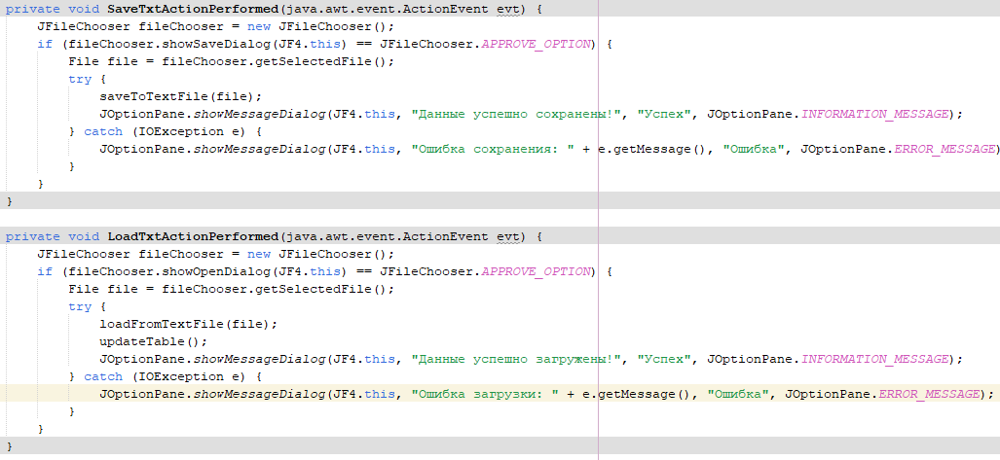 private void SaveTxtActionPerformed(java.awt.event.ActionEvent evt) {
    JFileChooser fileChooser = new JFileChooser();
    if (fileChooser.showSaveDialog(JF4.this) == JFileChooser.APPROVE_OPTION) {
        File file = fileChooser.getSelectedFile();
        try {
            saveToTextFile(file);
            JOptionPane.showMessageDialog(JF4.this, "Данные успешно сохранены!", "Успех", JOptionPane.INFORMATION_MESSAGE);
        } catch (IOException e) {
            JOptionPane.showMessageDialog(JF4.this, "Ошибка сохранения: " + e.getMessage(), "Ошибка", JOptionPane.ERROR_MESSAGE)
        }
    }
}
private void LoadTxtActionPerformed(java.awt.event.ActionEvent evt) {
    JFileChooser fileChooser = new JFileChooser();
    if (fileChooser.showOpenDialog(JF4.this) == JFileChooser.APPROVE_OPTION) {
        File file = fileChooser.getSelectedFile();
        try {
            loadFromTextFile(file);
            updateTable();
            JOptionPane.showMessageDialog(JF4.this, "Данные успешно загружены!", "Успех", JOptionPane.INFORMATION_MESSAGE);
        } catch (IOException e) {
            JOptionPane.showMessageDialog(JF4.this, "Ошибка загрузки: " + e.getMessage(), "Ошибка", JOptionPane.ERROR_MESSAGE);
        }
    }
}